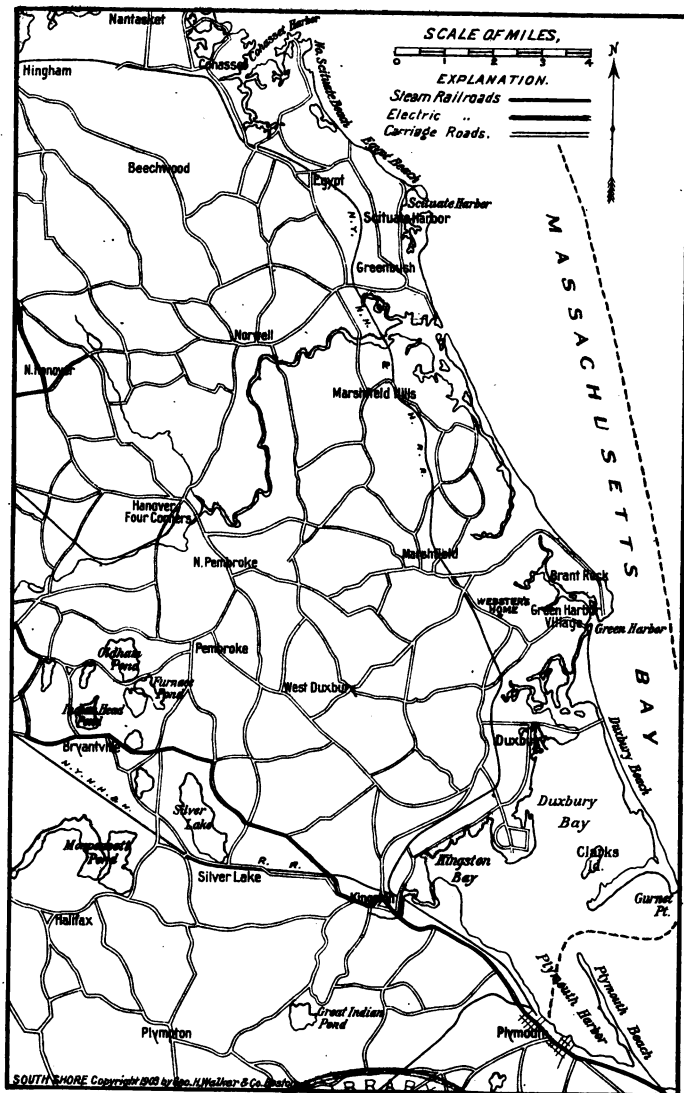 Nantasket
Cohasset Harbor
Hingham
Cohasset
No. Scituate Beach
SCALE OF MILES,
0 1 2 3 4
N
EXPLANATION.
Steam Railroads
Electric "
Carriage Roads.
Beechwood
Egypt Beach
Egypt
Scituate Harbor
Scituate Harbor
N.Y.
Greenbush
N. H.
Norwell
R.
N. Hanover
Marshfield Hills
H.
R. R.
MASSACHUSETTS BAY
Hanover
Four Corners
N. Pembroke
Marshfield
Brant Rock
WEBSTER'S
HOME
Green Harbor
Village
Green Harbor
Oldham
Pond
Pembroke
Furnace
Pond
West Duxbury
Indian Head
Pond
Bryantville
Duxbury
Duxbury Beach
N.Y. N.H. & H.
R. R.
Silver
Lake
Duxbury
Bay
Monponsett
Pond
Silver Lake
Kingston
Bay
Clarks
Id.
Gurnet
Pt.
Kingston
Halifax
Plymouth Harbor
Plymouth Beach
Great Indian
Pond
Plympton
Plymouth
SOUTH SHORE Copyright 1903 by Geo. H. Walker & Co. Boston